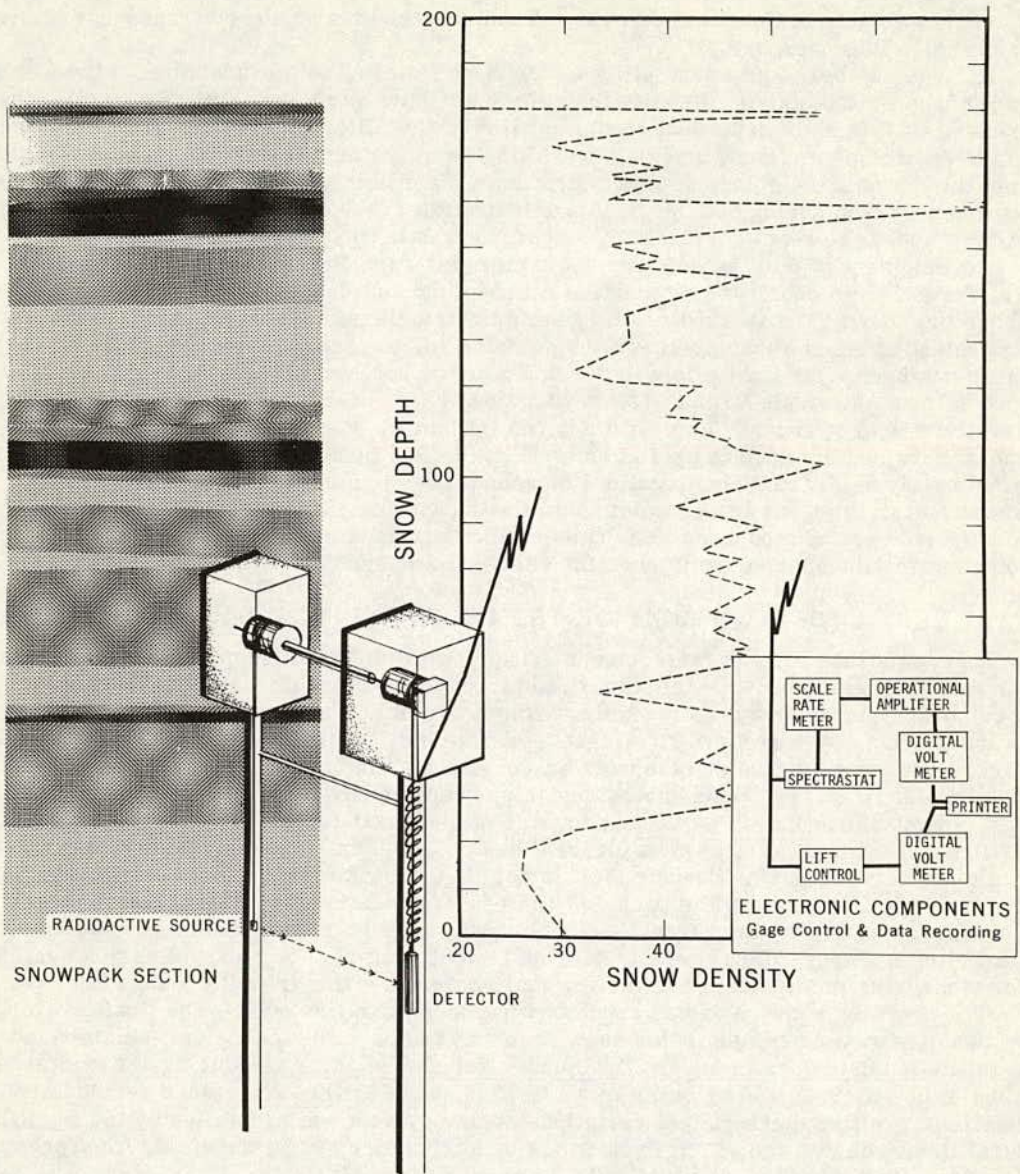 200
SNOW DEPTH
100
0
.20
.30
.40
SNOW DENSITY
RADIOACTIVE SOURCE
SNOWPACK SECTION
DETECTOR
SCALE
RATE
METER
OPERATIONAL
AMPLIFIER
DIGITAL
VOLT
METER
SPECTRASTAT
PRINTER
LIFT
CONTROL
DIGITAL
VOLT
METER
ELECTRONIC COMPONENTS
Gage Control & Data Recording